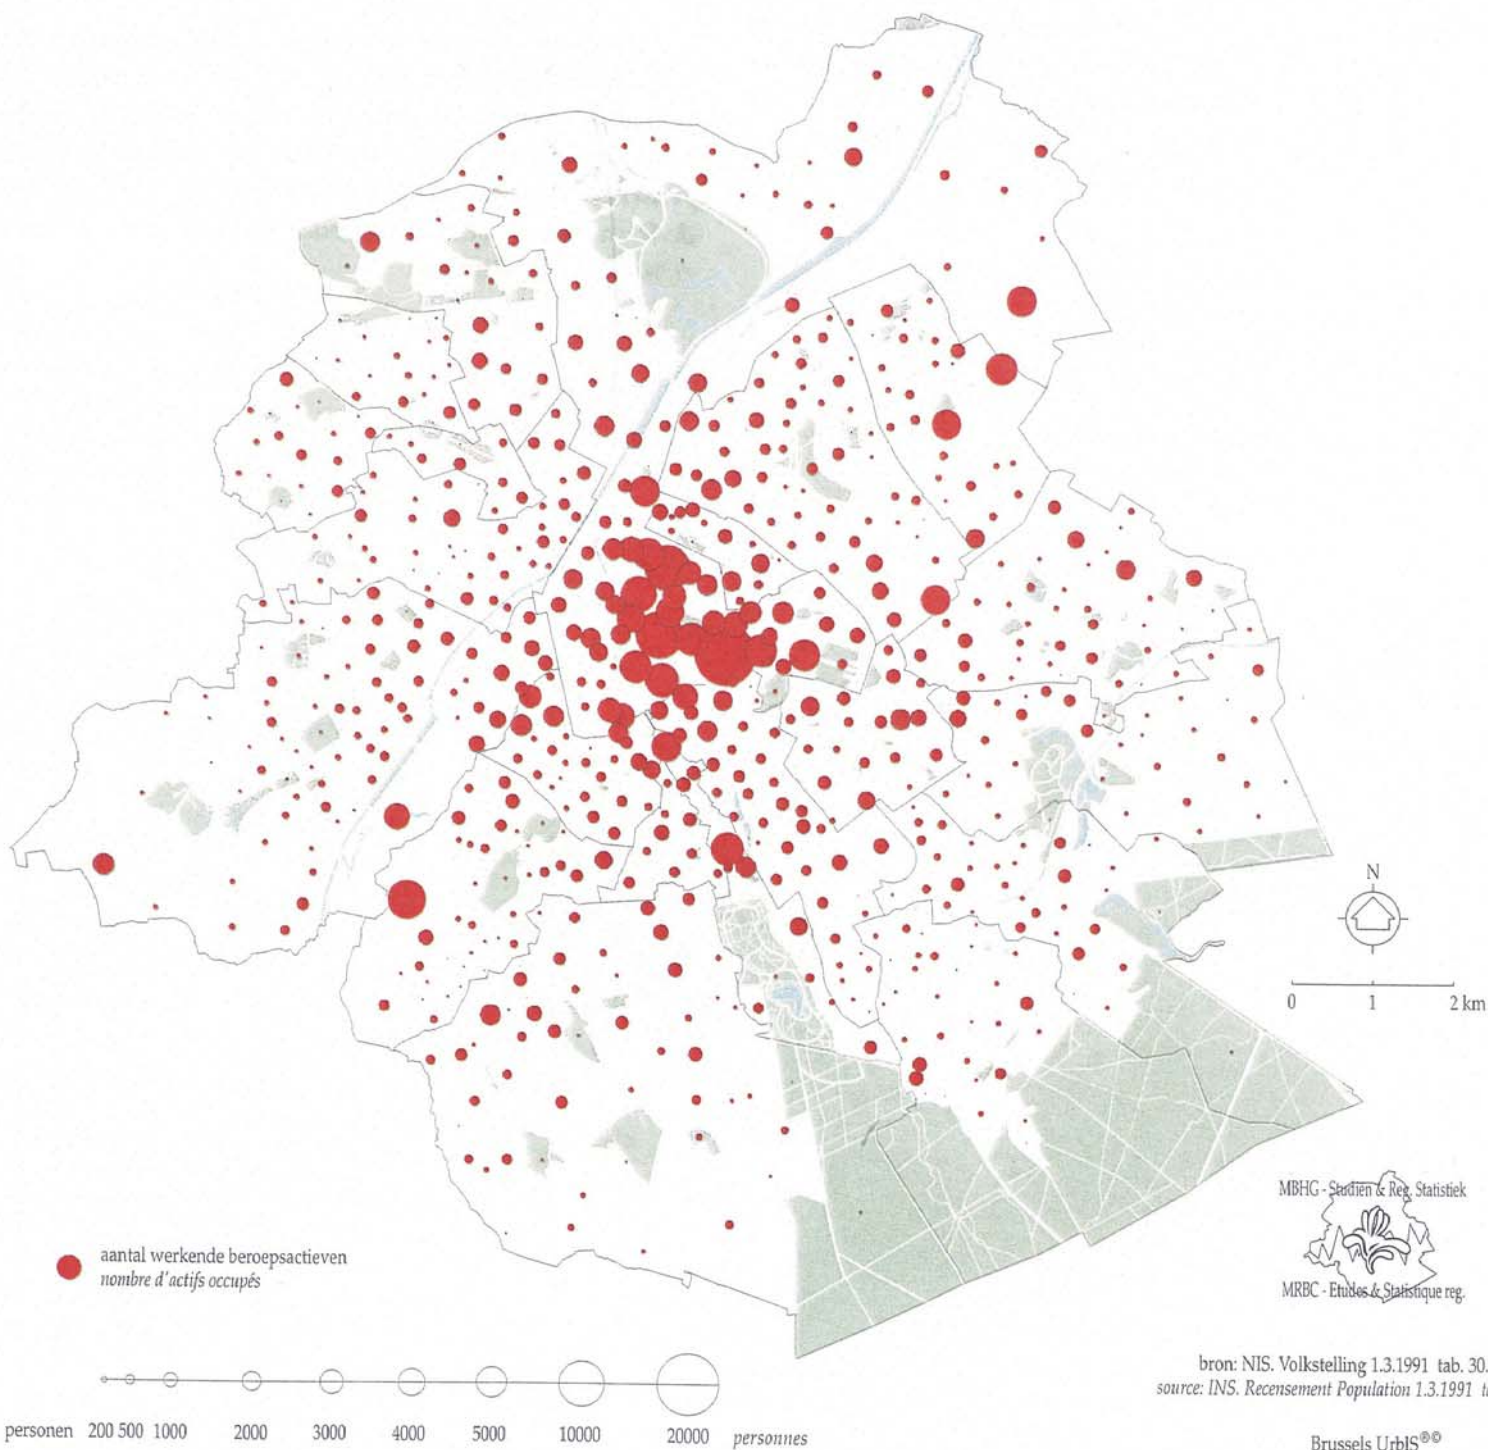 N
0 1 2 km
MBHG - Studiën & Reg. Statistiek
MRBC - Etudes & Statistique reg.
aantal werkende beroepsactieven
nombre d'actifs occupés
bron: NIS. Volkstelling 1.3.1991 tab. 30.
source: INS. Recensement Population 1.3.1991
personen 200 500 1000 2000 3000 4000 5000 10000 20000 personnes
Brussels UrbIS®©